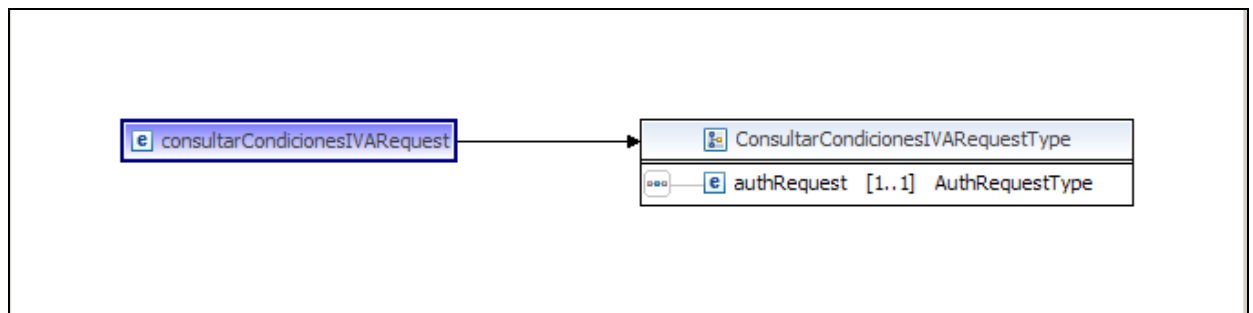 consultarCondicionesIVARequest
ConsultarCondicionesIVARequestType
authRequest [1..1] AuthRequestType